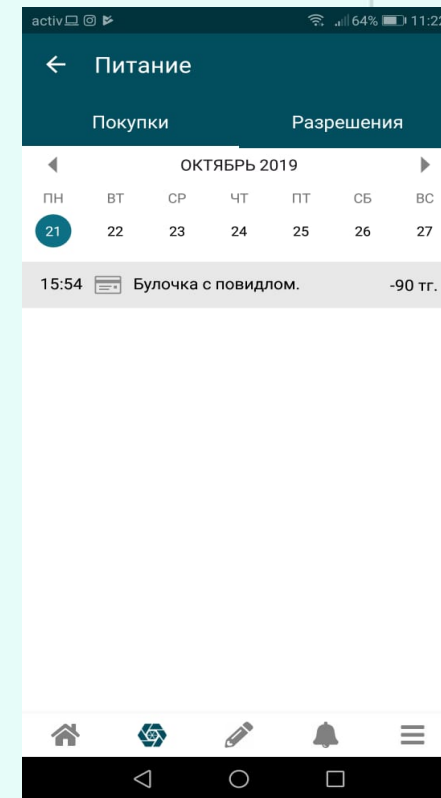 activ 64% 11:22
Питание
Покупки Разрешения
ОКТЯБРЬ 2019
ПН ВТ СР ЧТ ПТ СБ ВС
21 22 23 24 25 26 27
15:54 Булочка с повидлом. -90 тг.